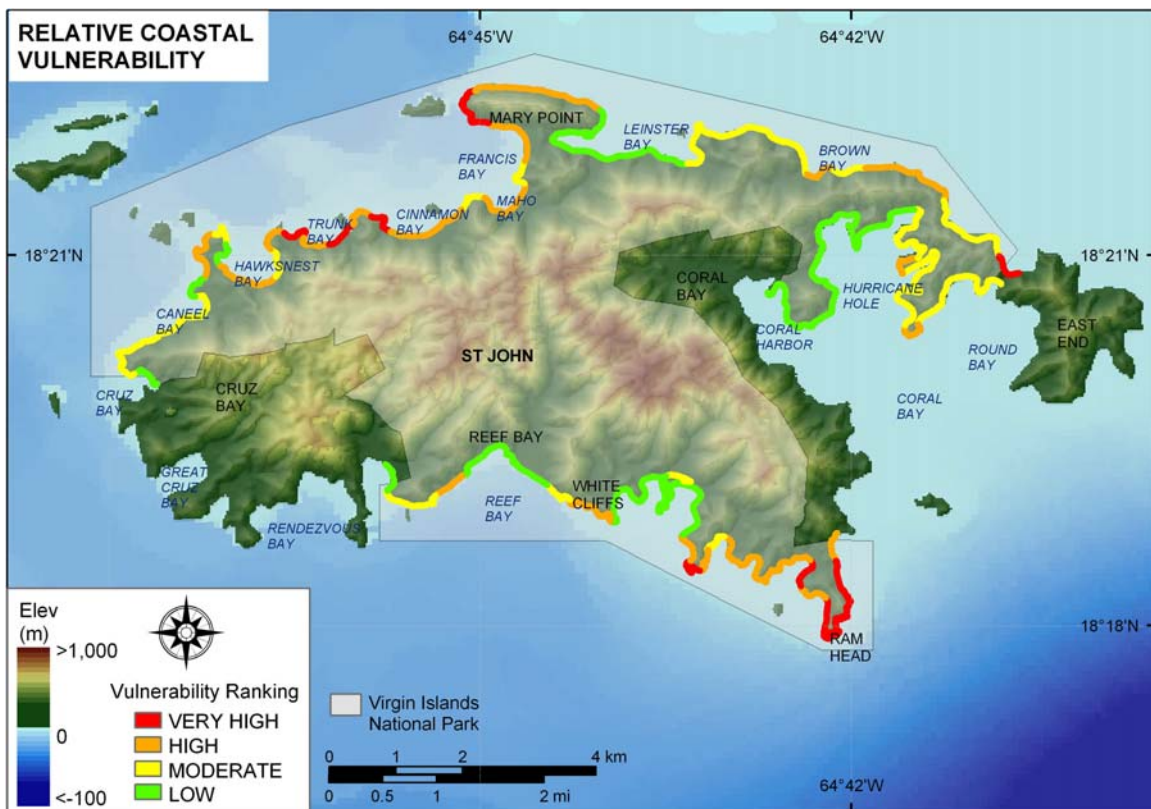 RELATIVE COASTAL
VULNERABILITY
64°45'W
64°42'W
MARY POINT
LEINSTER
BAY
BROWN
BAY
FRANCIS
BAY
MAHO
BAY
CINNAMON
BAY
TRUNK
BAY
18°21'N
18°21'N
HAWKSNEST
BAY
CORAL
BAY
HURRICANE
HOLE
CANEEL
BAY
CORAL
HARBOR
EAST
END
ST JOHN
ROUND
BAY
CRUZ
BAY
CRUZ
BAY
CORAL
BAY
REEF BAY
GREAT
CRUZ
BAY
WHITE
CLIFFS
REEF
BAY
RENDEZVOUS
BAY
18°18'N
RAM
HEAD
Elev
(m)
>1,000
0
<-100
Vulnerability Ranking
VERY HIGH
HIGH
MODERATE
LOW
Virgin Islands
National Park
0 1 2 4 km
0 0.5 1 2 mi
64°42'W